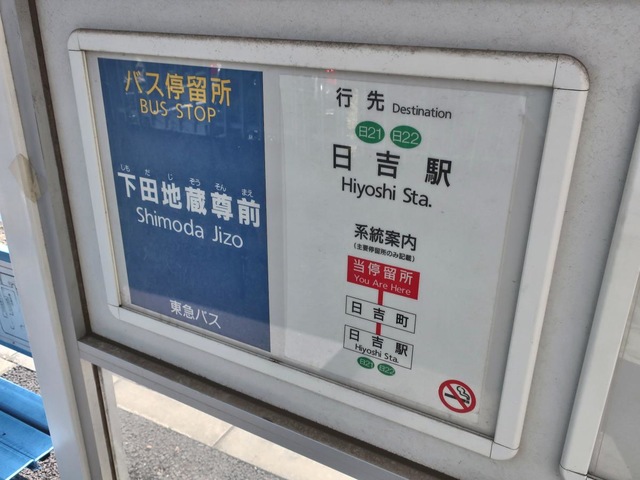 バス停留所
BUS STOP
しもだじぞうそんまえ
下田地蔵尊前
Shimoda Jizo
東急バス
行先 Destination
日21 日22
日吉駅
Hiyoshi Sta.
系統案内
(主要停留所のみ記載)
当停留所
You Are Here
日吉町
日吉駅
Hiyoshi Sta.
日21 日22